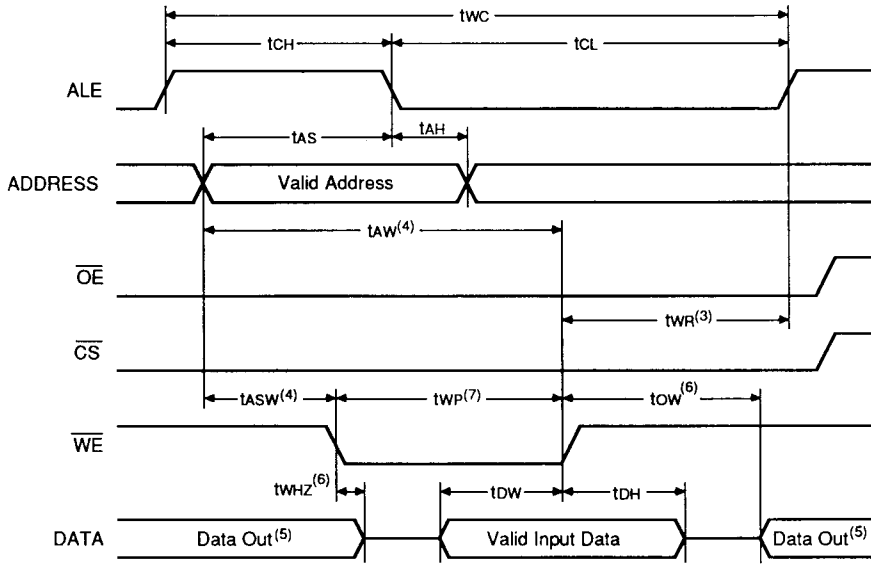 tWC
tCH
tCL
ALE
tAS
tAH
ADDRESS
Valid Address
tAW(4)
OE
tWR(3)
CS
tASW(4)
tWP(7)
tOW(6)
WE
tWHZ(6)
tDW
tDH
DATA
Data Out(5)
Valid Input Data
Data Out(5)